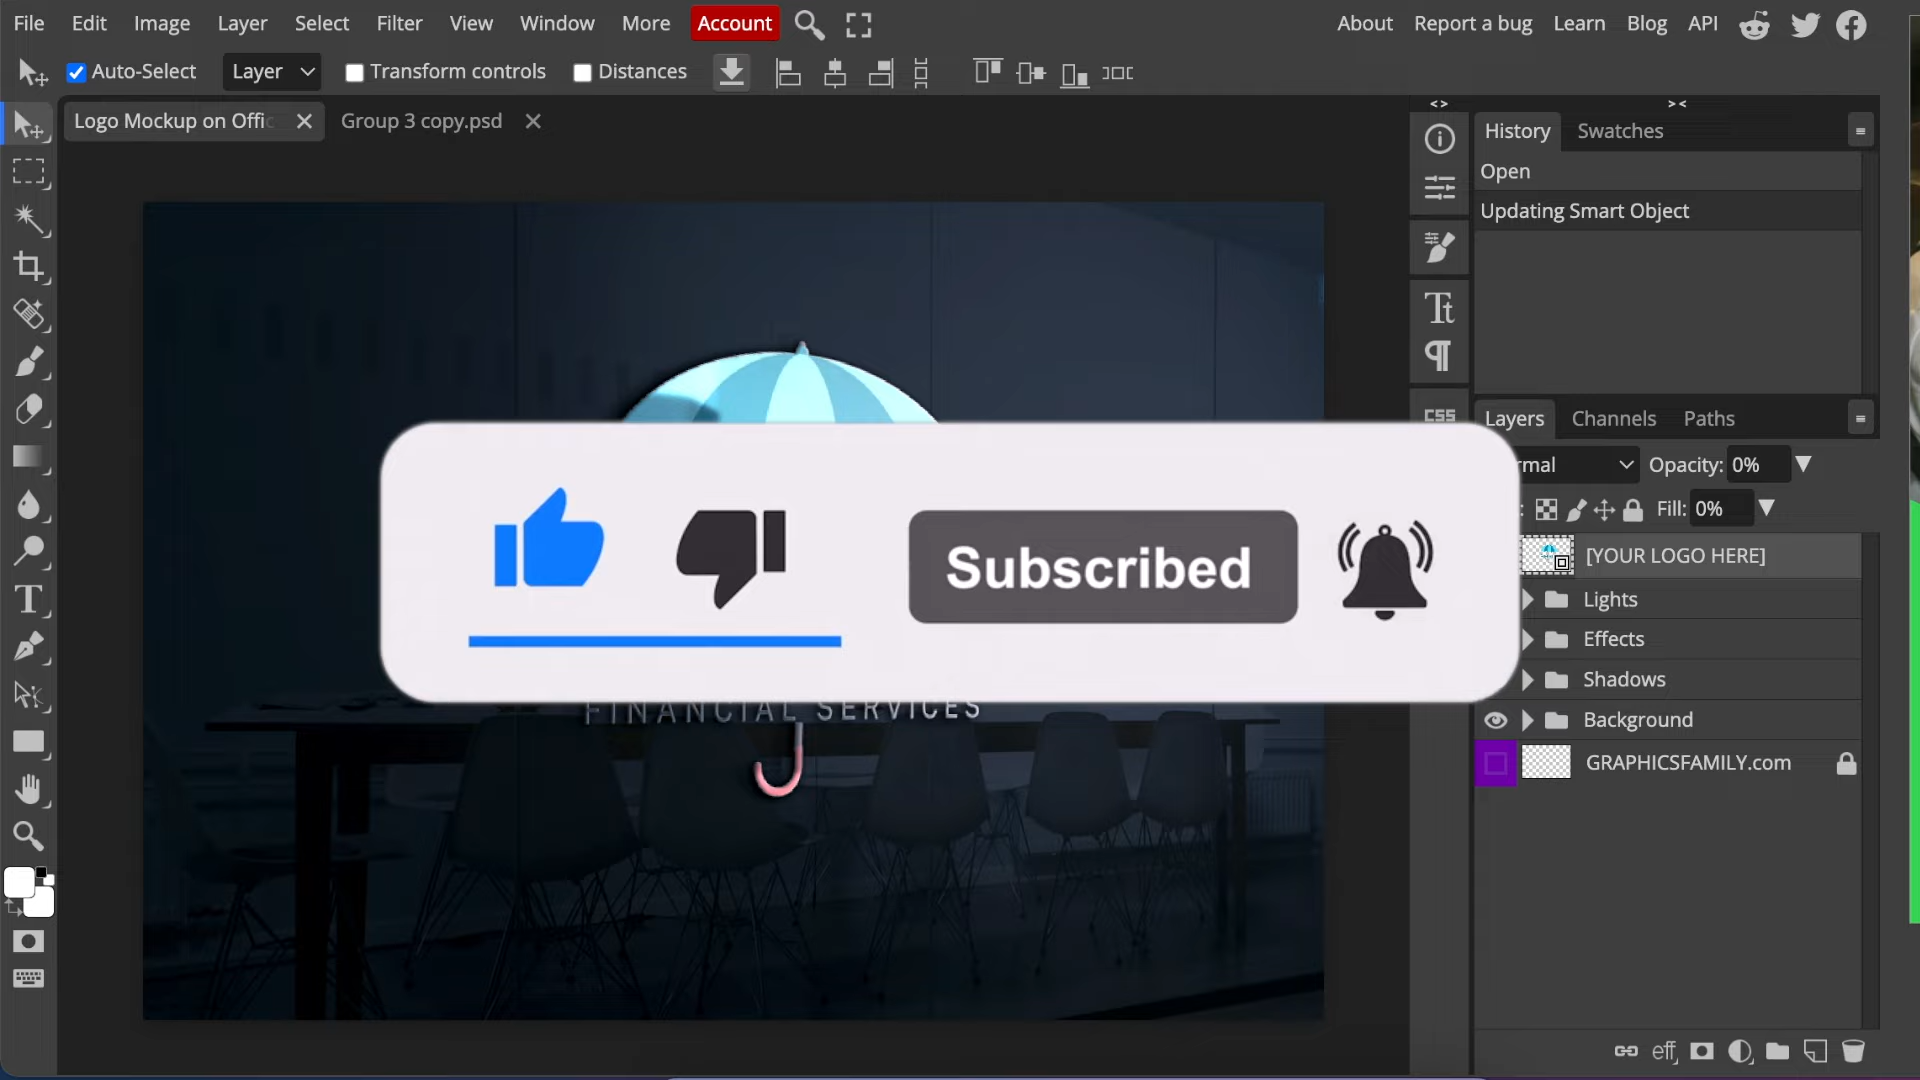 File Edit Image Layer Select Filter View Window More Account About Report a bug Learn Blog API
Auto-Select Layer Transform controls Distances
Logo Mockup on Offic Group 3 copy.psd
History Swatches
Open
Updating Smart Object
Tt
CSS
Layers Channels Paths
rmal Opacity: 0%
: Fill: 0%
[YOUR LOGO HERE]
Lights
Effects
Shadows
Background
GRAPHICSFAMILY.com
Subscribed
FINANCIAL SERVICES
eff